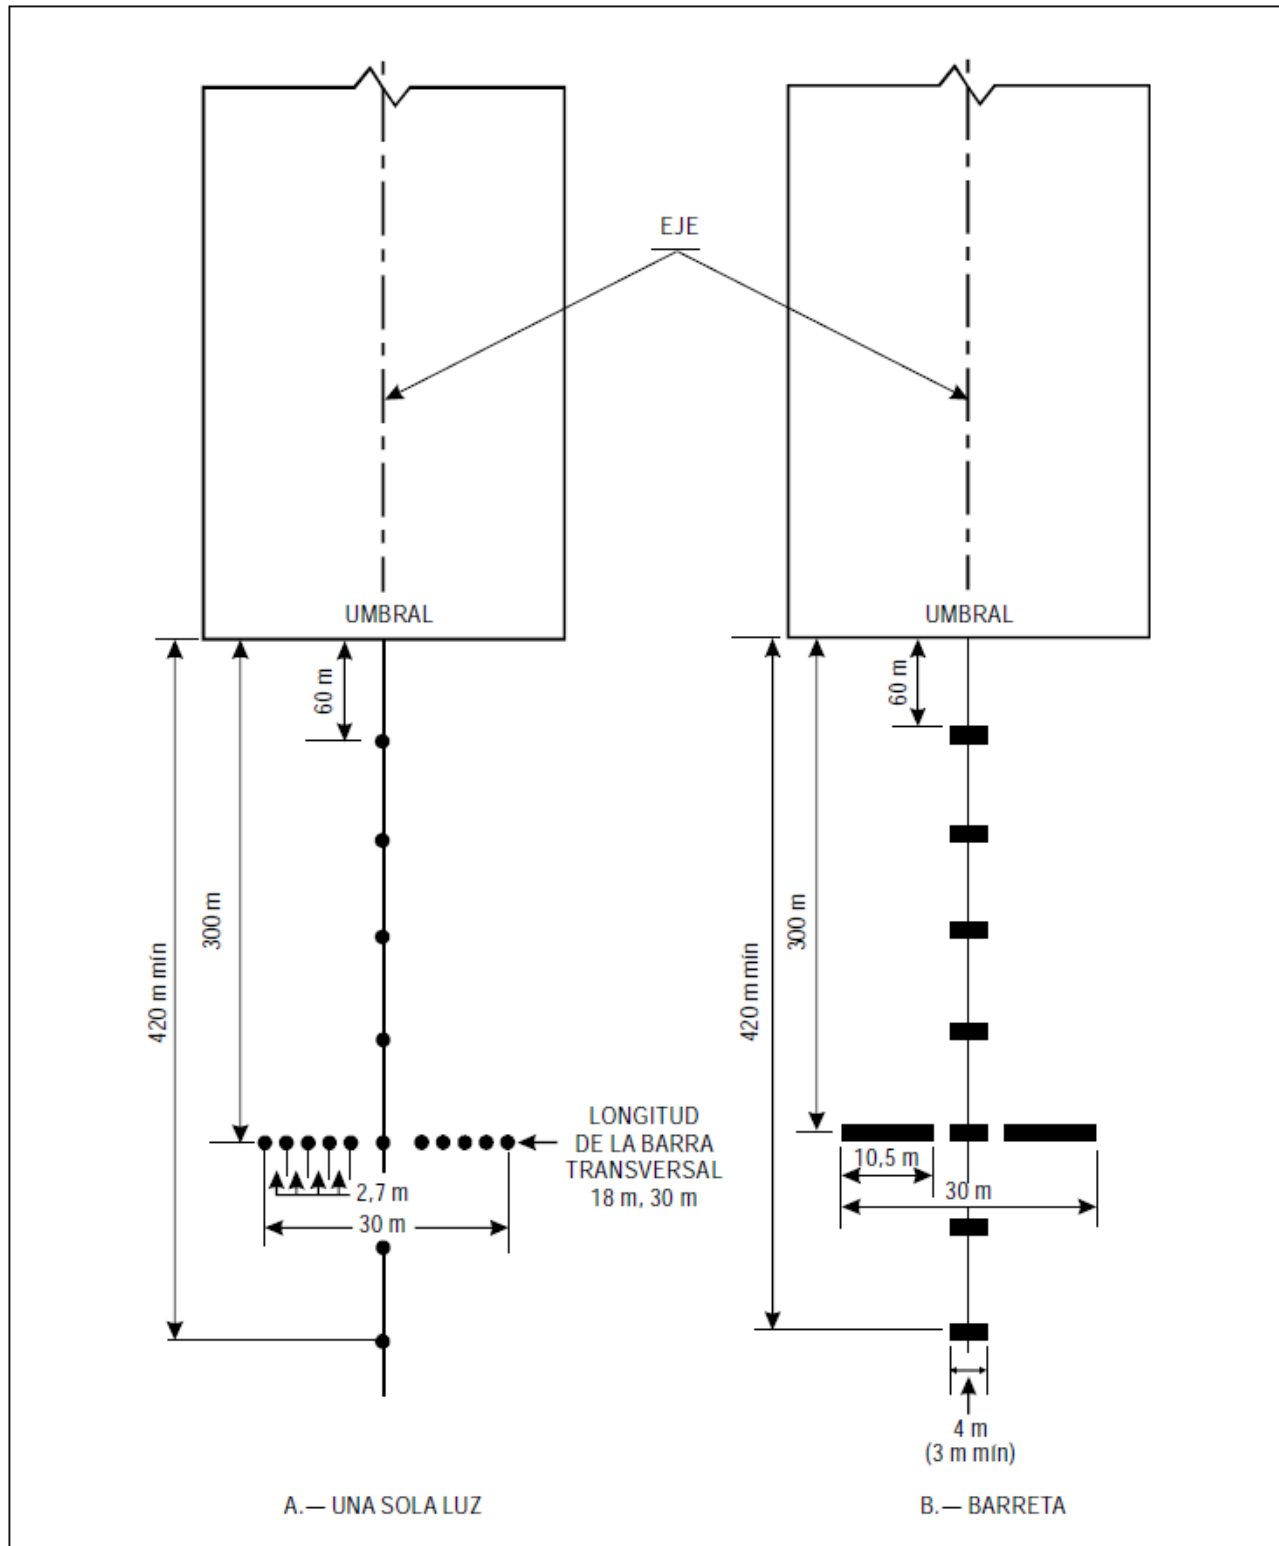 EJE
UMBRAL
UMBRAL
60 m
60 m
300 m
300 m
420 m mín
420 m mín
LONGITUD
DE LA BARRA
TRANSVERSAL
18 m, 30 m
2,7 m
30 m
10,5 m
30 m
4 m
(3 m mín)
A.— UNA SOLA LUZ
B.— BARRETA